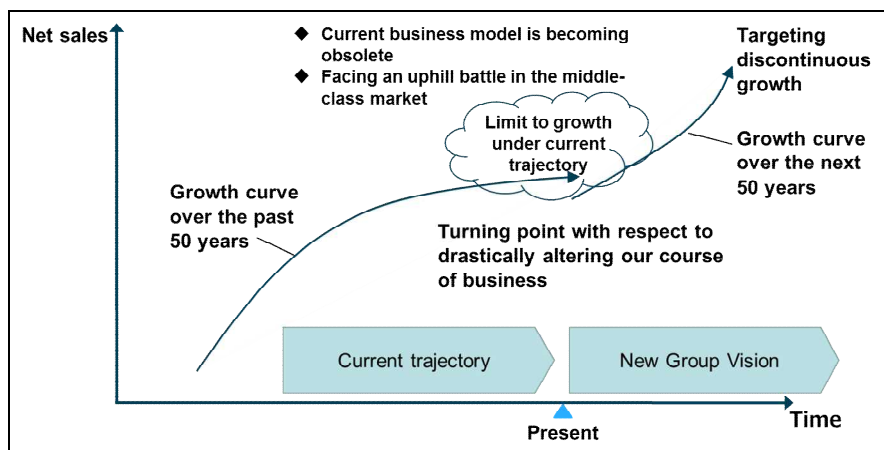 Net sales
◆ Current business model is becoming
obsolete
◆ Facing an uphill battle in the middle-
class market
Targeting
discontinuous
growth
Limit to growth
under current
trajectory
Growth curve
over the next
50 years
Growth curve
over the past
50 years
Turning point with respect to
drastically altering our course
of business
Current trajectory
New Group Vision
Time
Present